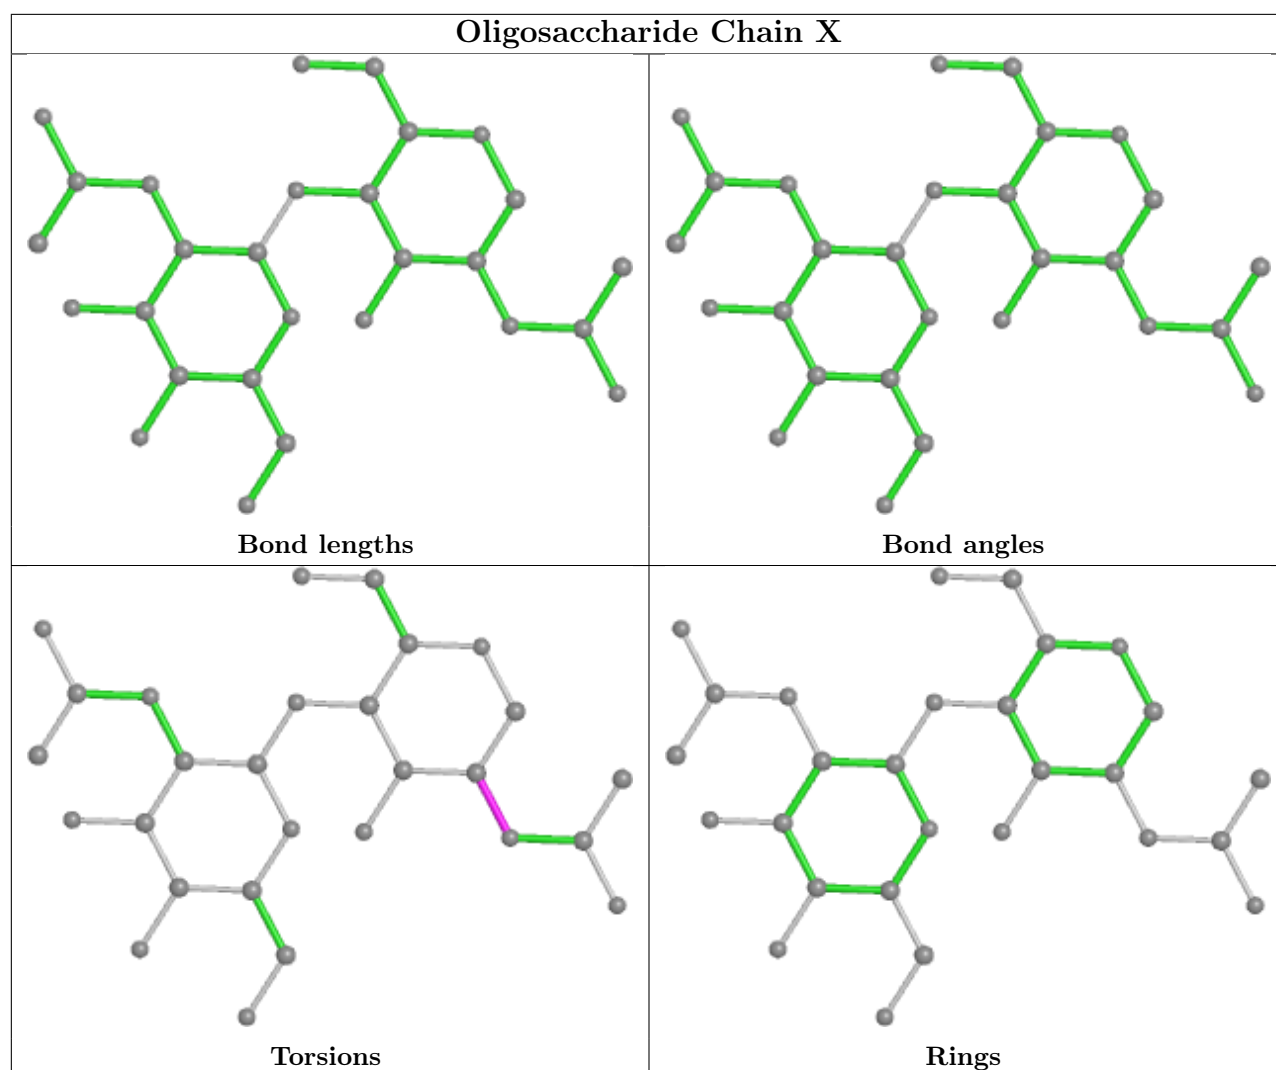 Oligosaccharide Chain X
Bond lengths
Bond angles
Torsions
Rings